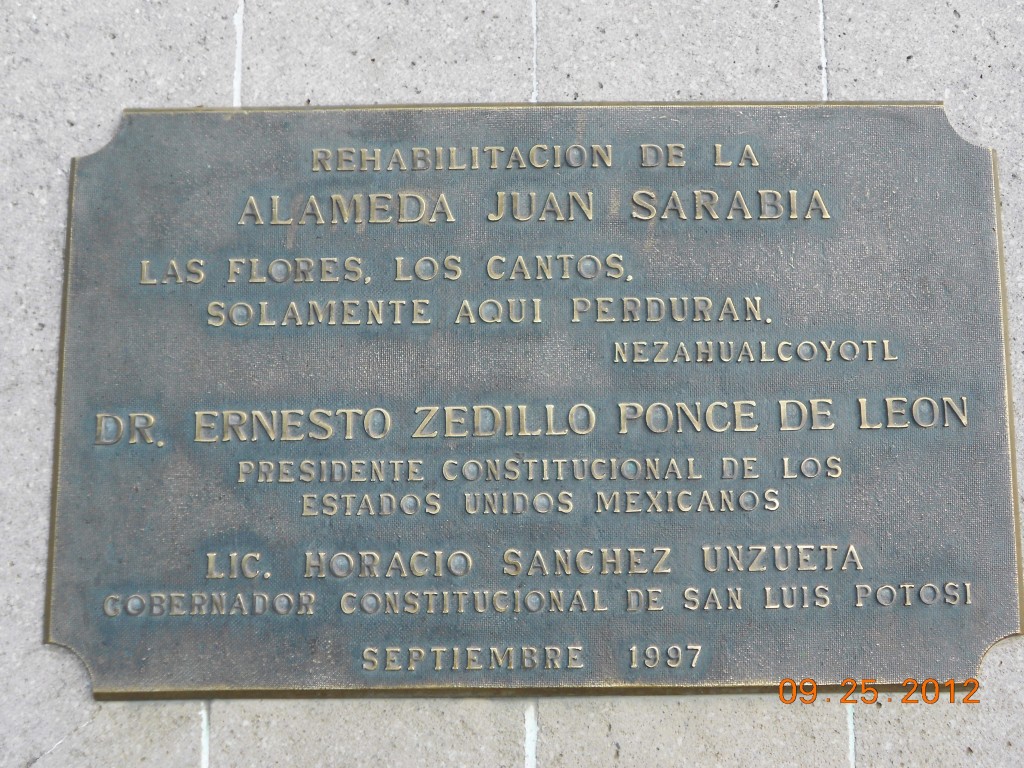 REHABILITACION DE LA
ALAMEDA JUAN SARABIA
LAS FLORES, LOS CANTOS,
SOLAMENTE AQUI PERDURAN.
NEZAHUALCOYOTL
DR. ERNESTO ZEDILLO PONCE DE LEON
PRESIDENTE CONSTITUCIONAL DE LOS
ESTADOS UNIDOS MEXICANOS
LIC. HORACIO SANCHEZ UNZUETA
GOBERNADOR CONSTITUCIONAL DE SAN LUIS POTOSI
SEPTIEMBRE 1997
09.25.2012